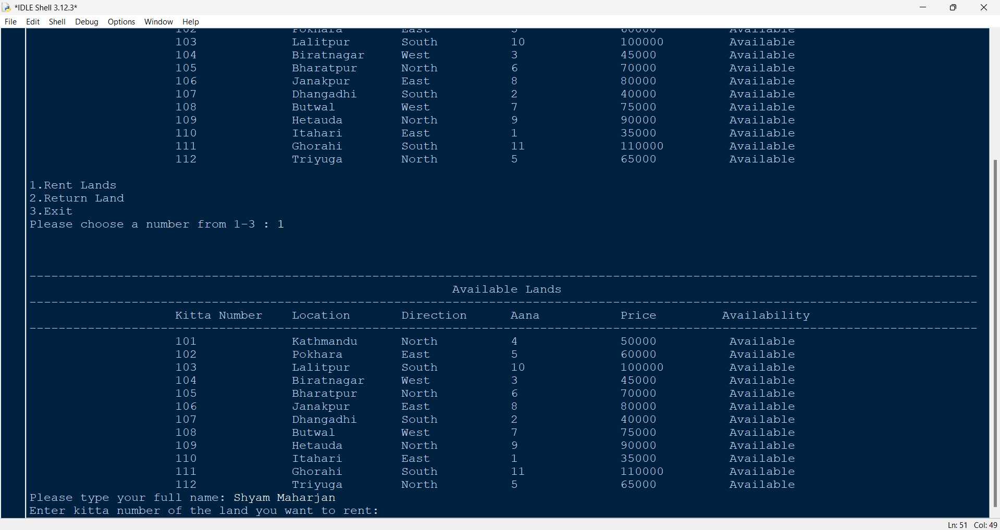 *IDLE Shell 3.12.3*
File Edit Shell Debug Options Window Help
102 Pokhara East 5 60000 Available
103 Lalitpur South 10 100000 Available
104 Biratnagar West 3 45000 Available
105 Bharatpur North 6 70000 Available
106 Janakpur East 8 80000 Available
107 Dhangadhi South 2 40000 Available
108 Butwal West 7 75000 Available
109 Hetauda North 9 90000 Available
110 Itahari East 1 35000 Available
111 Ghorahi South 11 110000 Available
112 Triyuga North 5 65000 Available
1.Rent Lands
2.Return Land
3.Exit
Please choose a number from 1-3 : 1
Available Lands
Kitta Number Location Direction Aana Price Availability
101 Kathmandu North 4 50000 Available
102 Pokhara East 5 60000 Available
103 Lalitpur South 10 100000 Available
104 Biratnagar West 3 45000 Available
105 Bharatpur North 6 70000 Available
106 Janakpur East 8 80000 Available
107 Dhangadhi South 2 40000 Available
108 Butwal West 7 75000 Available
109 Hetauda North 9 90000 Available
110 Itahari East 1 35000 Available
111 Ghorahi South 11 110000 Available
112 Triyuga North 5 65000 Available
Please type your full name: Shyam Maharjan
Enter kitta number of the land you want to rent:
Ln: 51 Col: 49